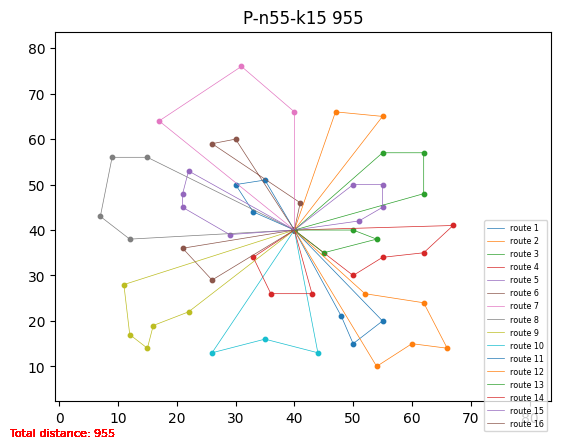 P-n55-k15 955
80
70
60
50
40
30
20
10
0 10 20 30 40 50 60 70 80
route 1
route 2
route 3
route 4
route 5
route 6
route 7
route 8
route 9
route 10
route 11
route 12
route 13
route 14
route 15
route 16
Total distance: 955